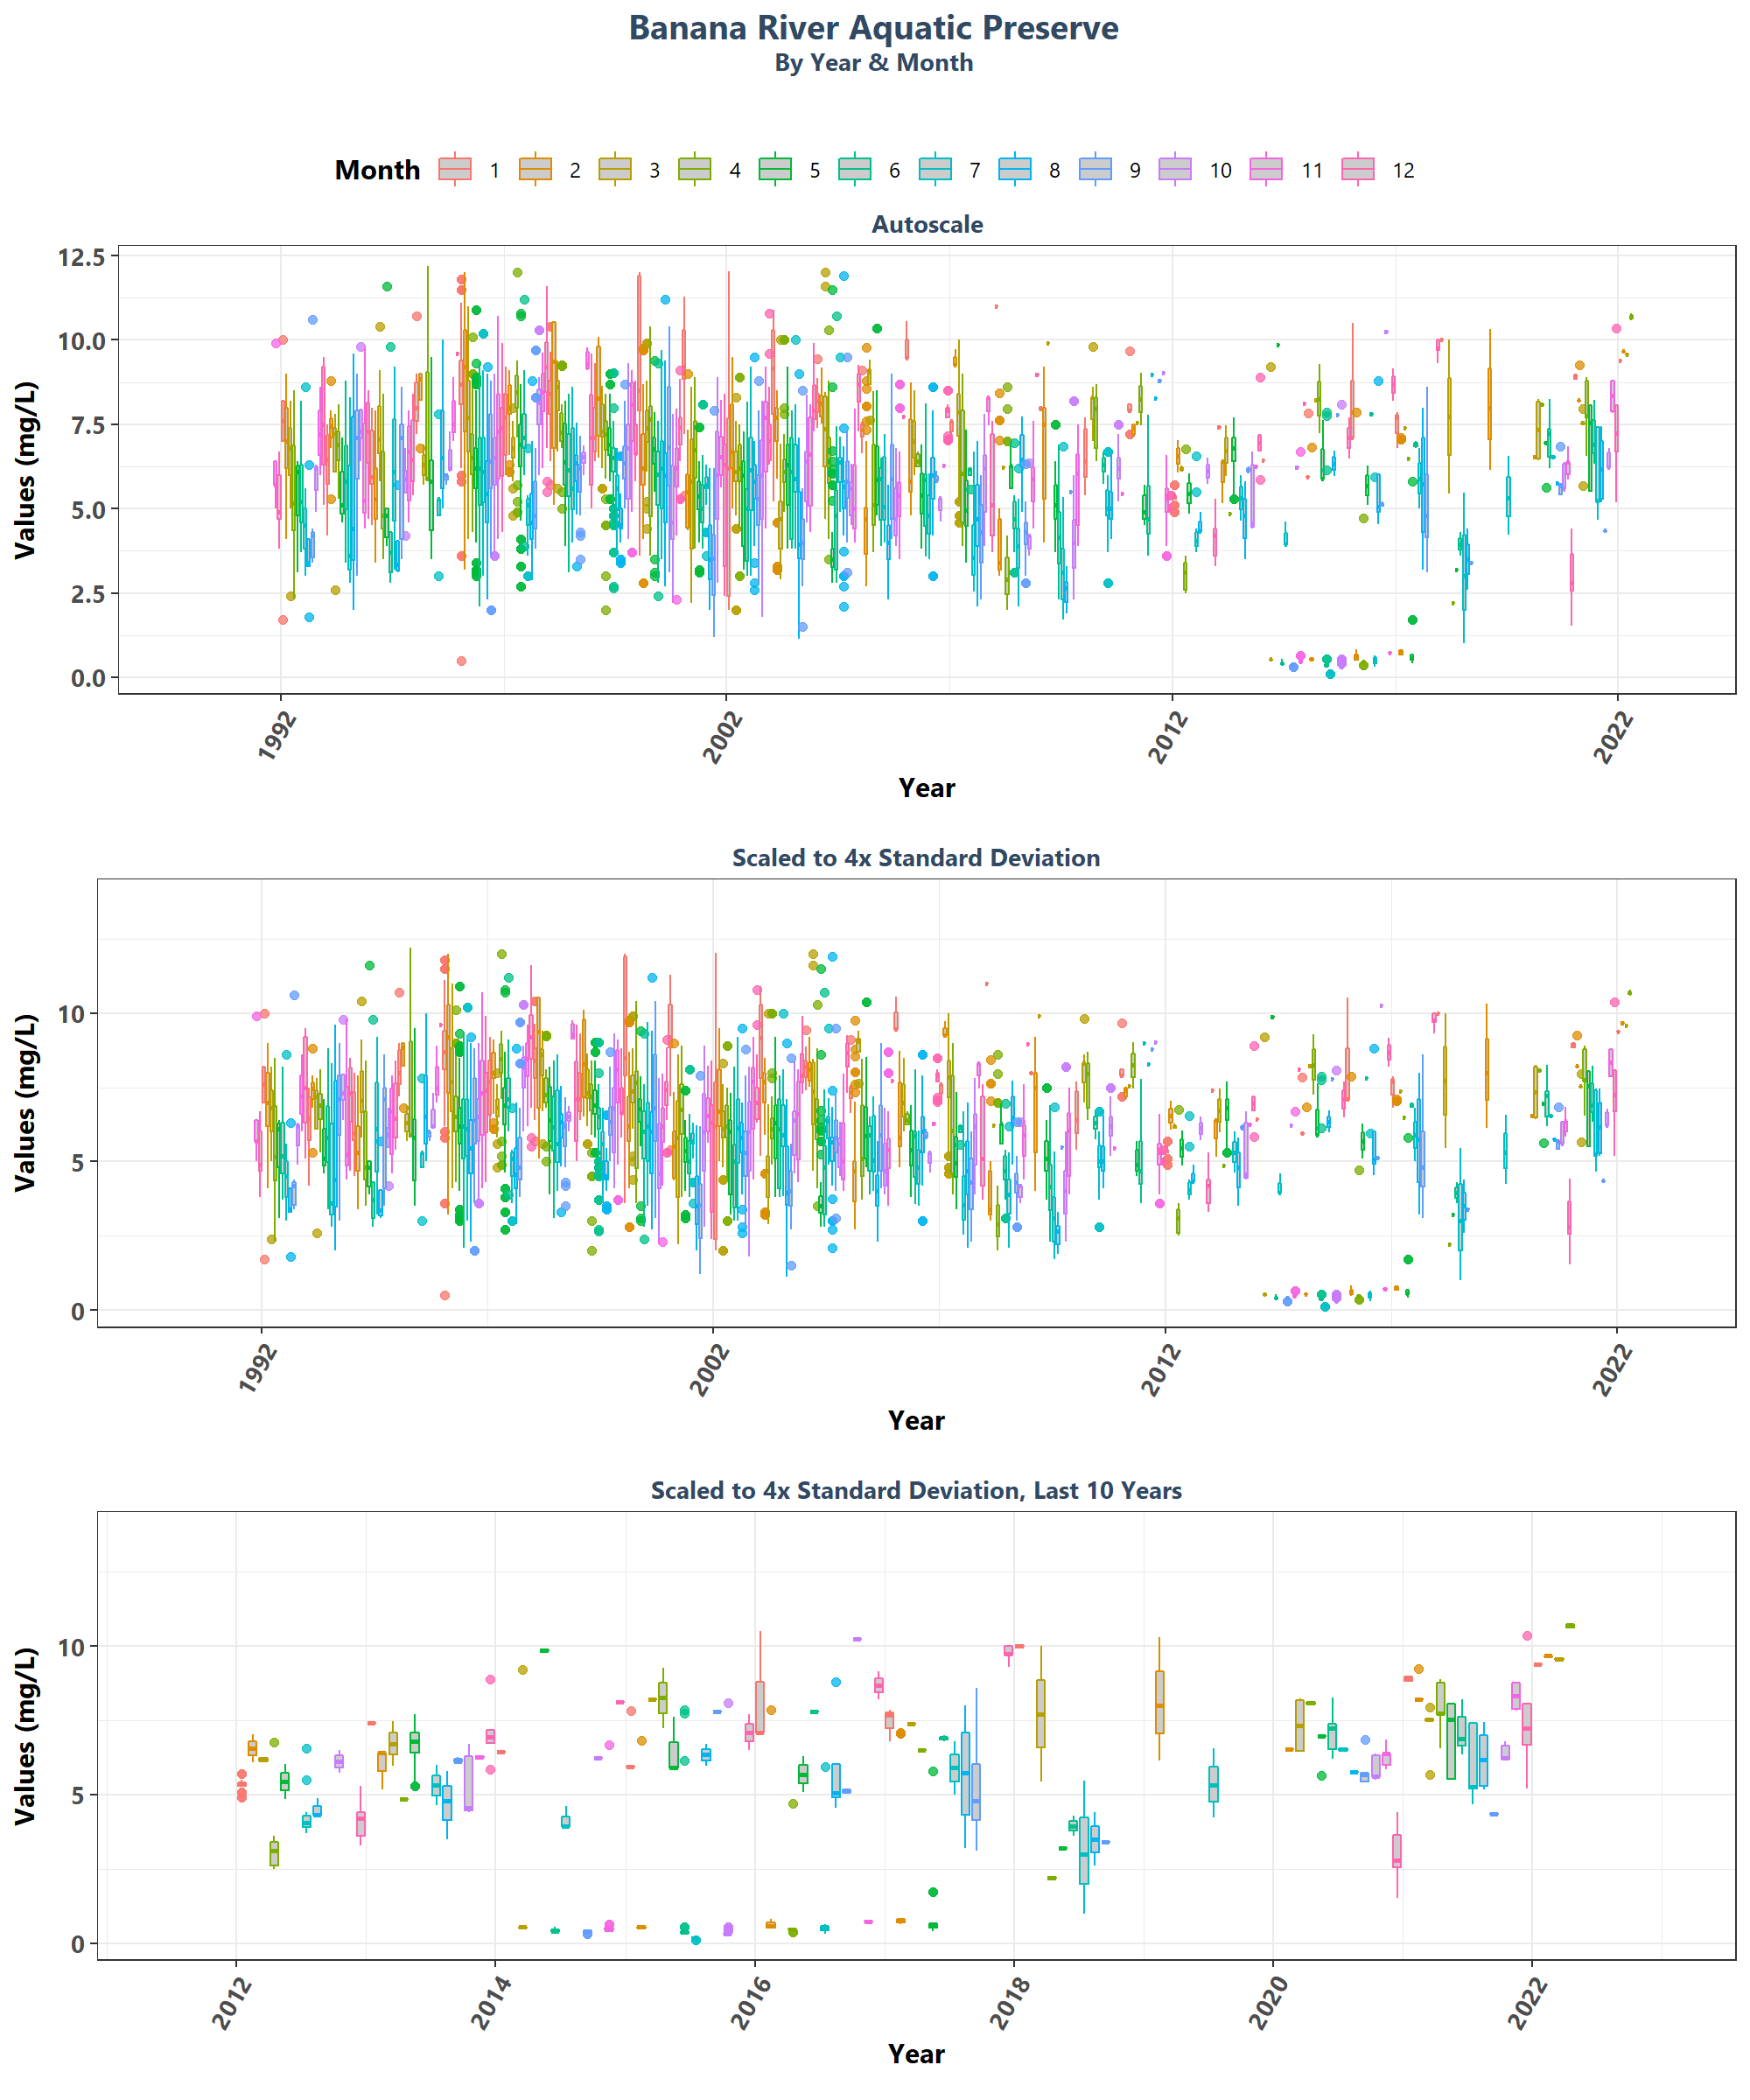 Banana River Aquatic Preserve
By Year & Month
Month 1 2 3 4 5 6 7 8 9 10 11 12
Autoscale
Values (mg/L)
12.5
10.0
7.5
5.0
2.5
0.0
1992 2002 2012 2022
Year
Scaled to 4x Standard Deviation
Values (mg/L)
10
5
0
1992 2002 2012 2022
Year
Scaled to 4x Standard Deviation, Last 10 Years
Values (mg/L)
10
5
0
2012 2014 2016 2018 2020 2022
Year